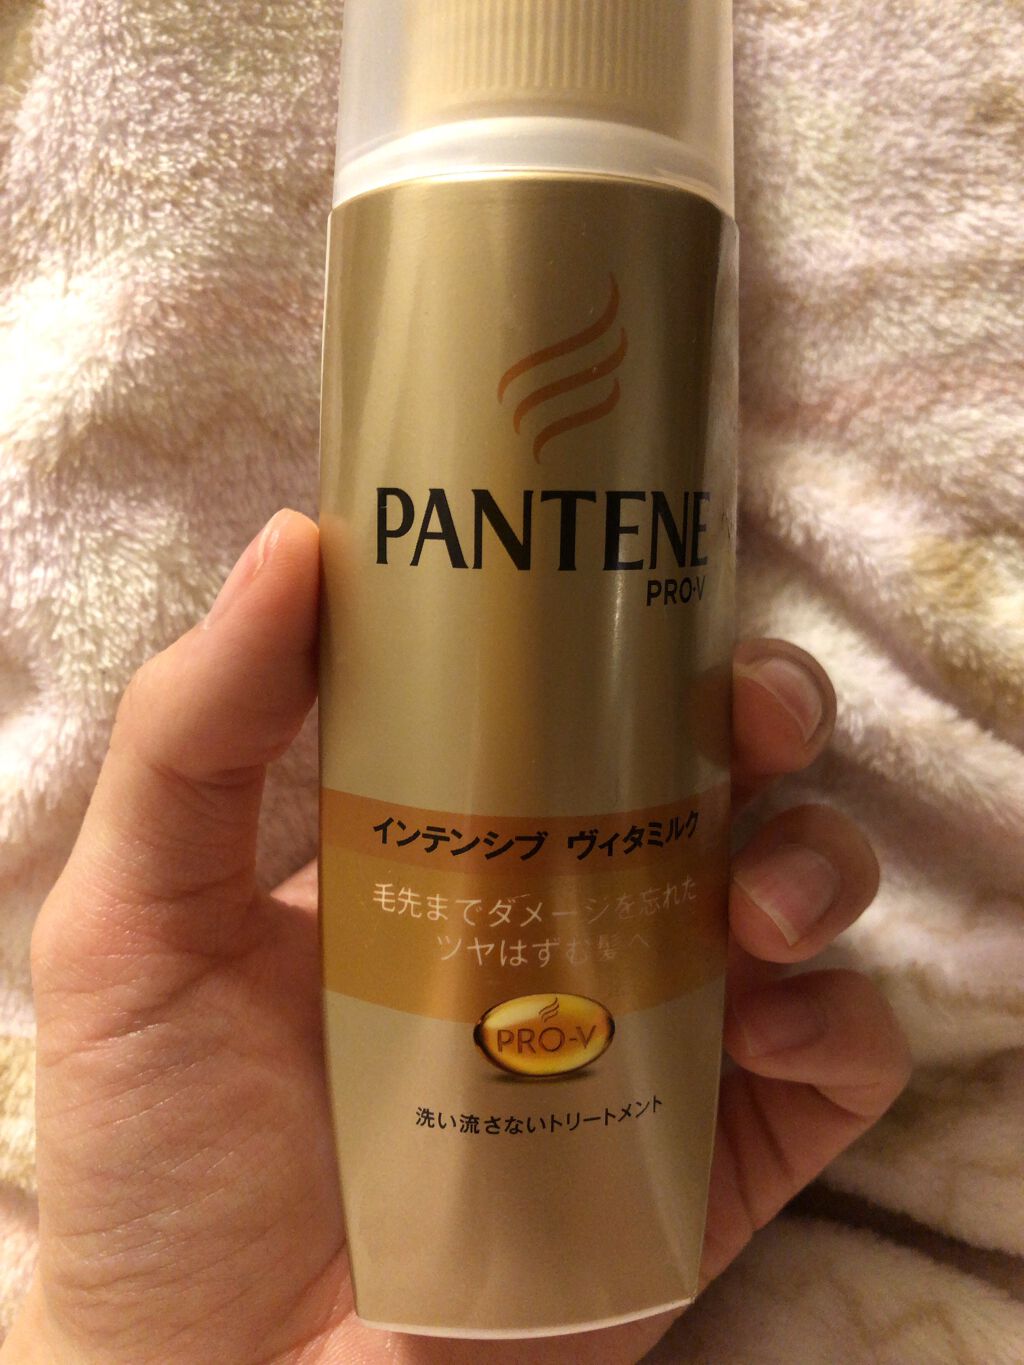 PANTENE
PRO-V
インテンシブ ヴィタミルク
毛先までダメージを忘れた
ツヤはずむ髪へ
PRO-V
洗い流さないトリートメント